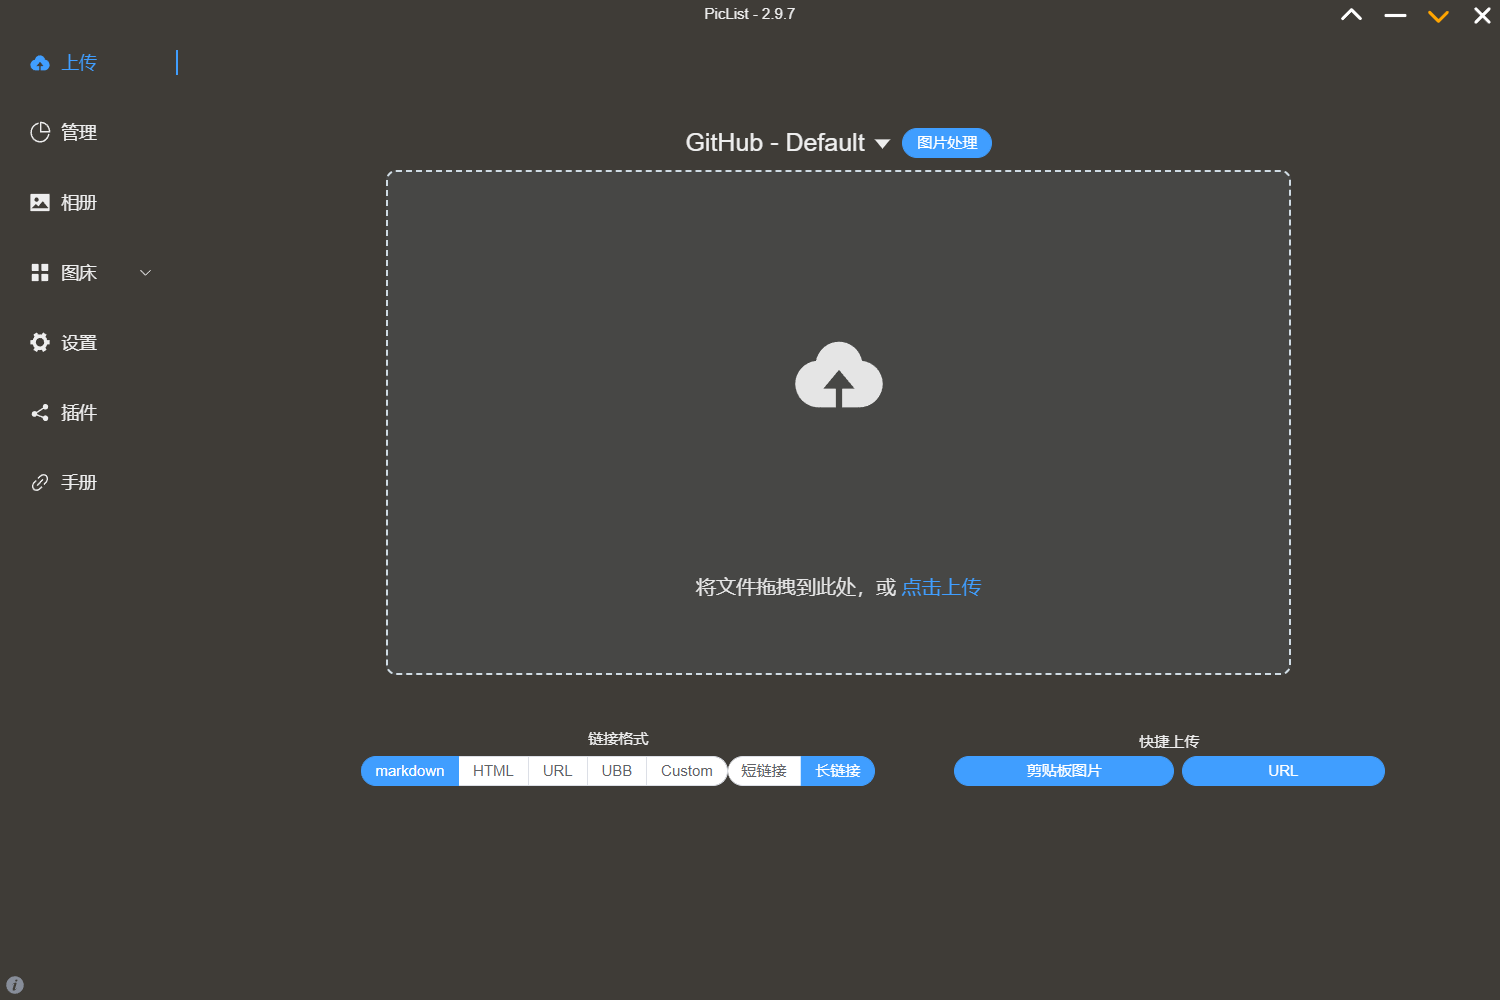 PicList - 2.9.7
上传
管理
相册
图床
设置
插件
手册
GitHub - Default
图片处理
将文件拖拽到此处，或 点击上传
链接格式
markdown HTML URL UBB Custom 短链接 长链接
快捷上传
剪贴板图片 URL